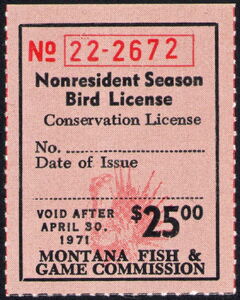 No 22-2672
Nonresident Season
Bird License
Conservation License
No.
Date of Issue
VOID AFTER
APRIL 30,
1971
$25.00
MONTANA FISH &
GAME COMMISSION